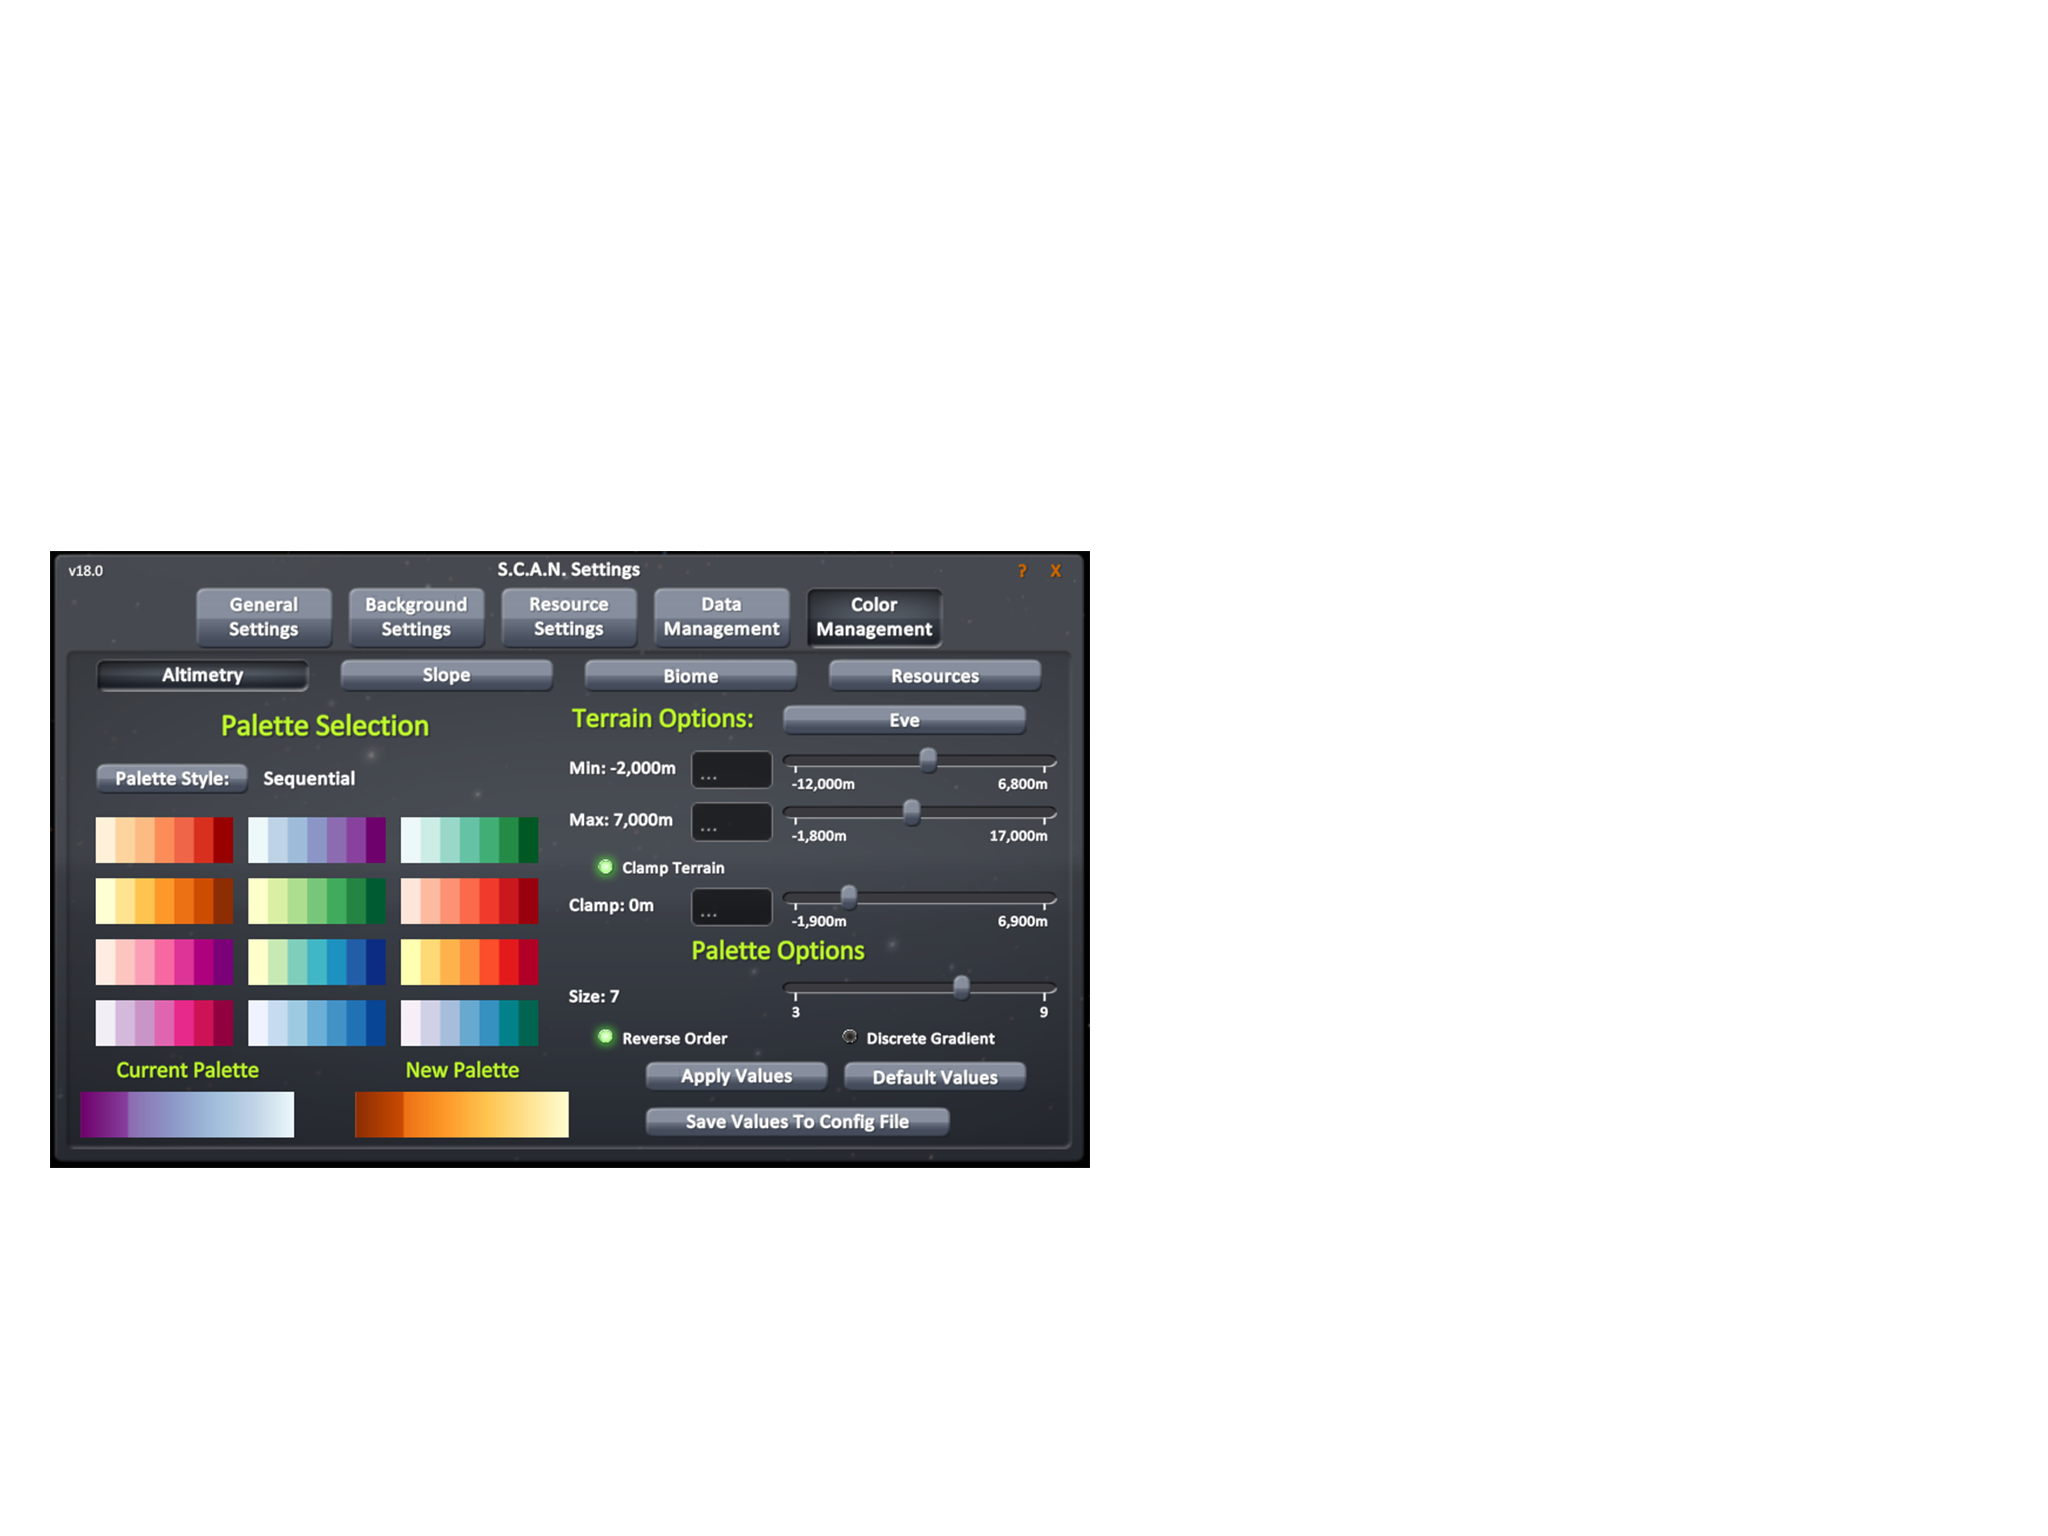 v18.0
S.C.A.N. Settings
? X
General Settings
Background Settings
Resource Settings
Data Management
Color Management
Altimetry
Slope
Biome
Resources
Palette Selection
Palette Style:
Sequential
Current Palette
New Palette
Terrain Options:
Eve
Min: -2,000m
...
-12,000m
6,800m
Max: 7,000m
...
-1,800m
17,000m
Clamp Terrain
Clamp: 0m
...
-1,900m
6,900m
Palette Options
Size: 7
3
9
Reverse Order
Discrete Gradient
Apply Values
Default Values
Save Values To Config File